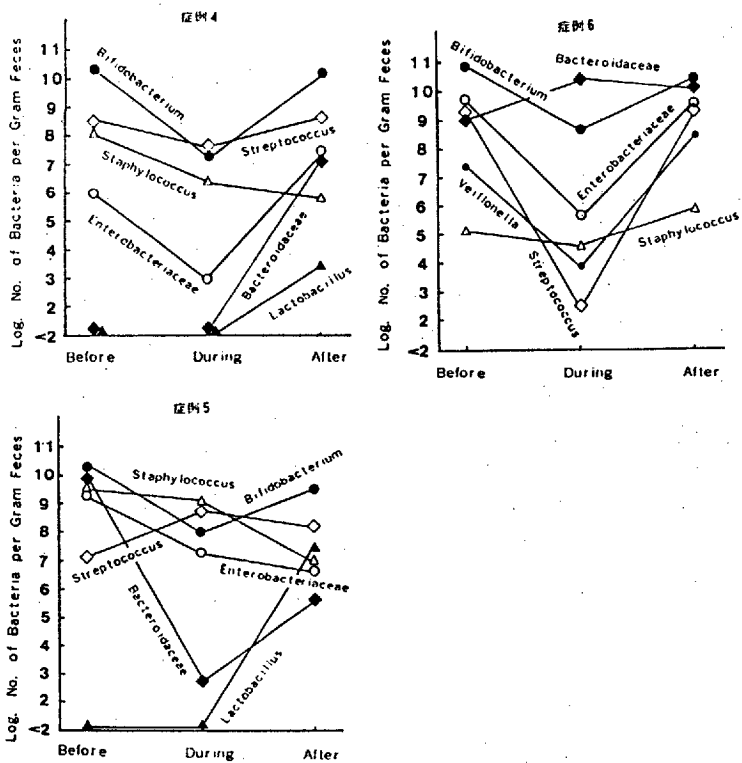 症例4
Log. No. of Bacteria per Gram Feces
11
10
9
8
7
6
5
4
3
2
<2
Bifidobacterium
Streptococcus
Staphylococcus
Enterobacteriaceae
Bacteroidaceae
Lactobacillus
Before During After
症例6
Log. No. of Bacteria per Gram Feces
11
10
9
8
7
6
5
4
3
2
<2
Bifidobacterium
Bacteroidaceae
Enterobacteriaceae
Veillonella
Staphylococcus
Streptococcus
Before During After
症例5
Log. No. of Bacteria per Gram Feces
11
10
9
8
7
6
5
4
3
2
<2
Staphylococcus
Bifidobacterium
Streptococcus
Enterobacteriaceae
Bacteroidaceae
Lactobacillus
Before During After